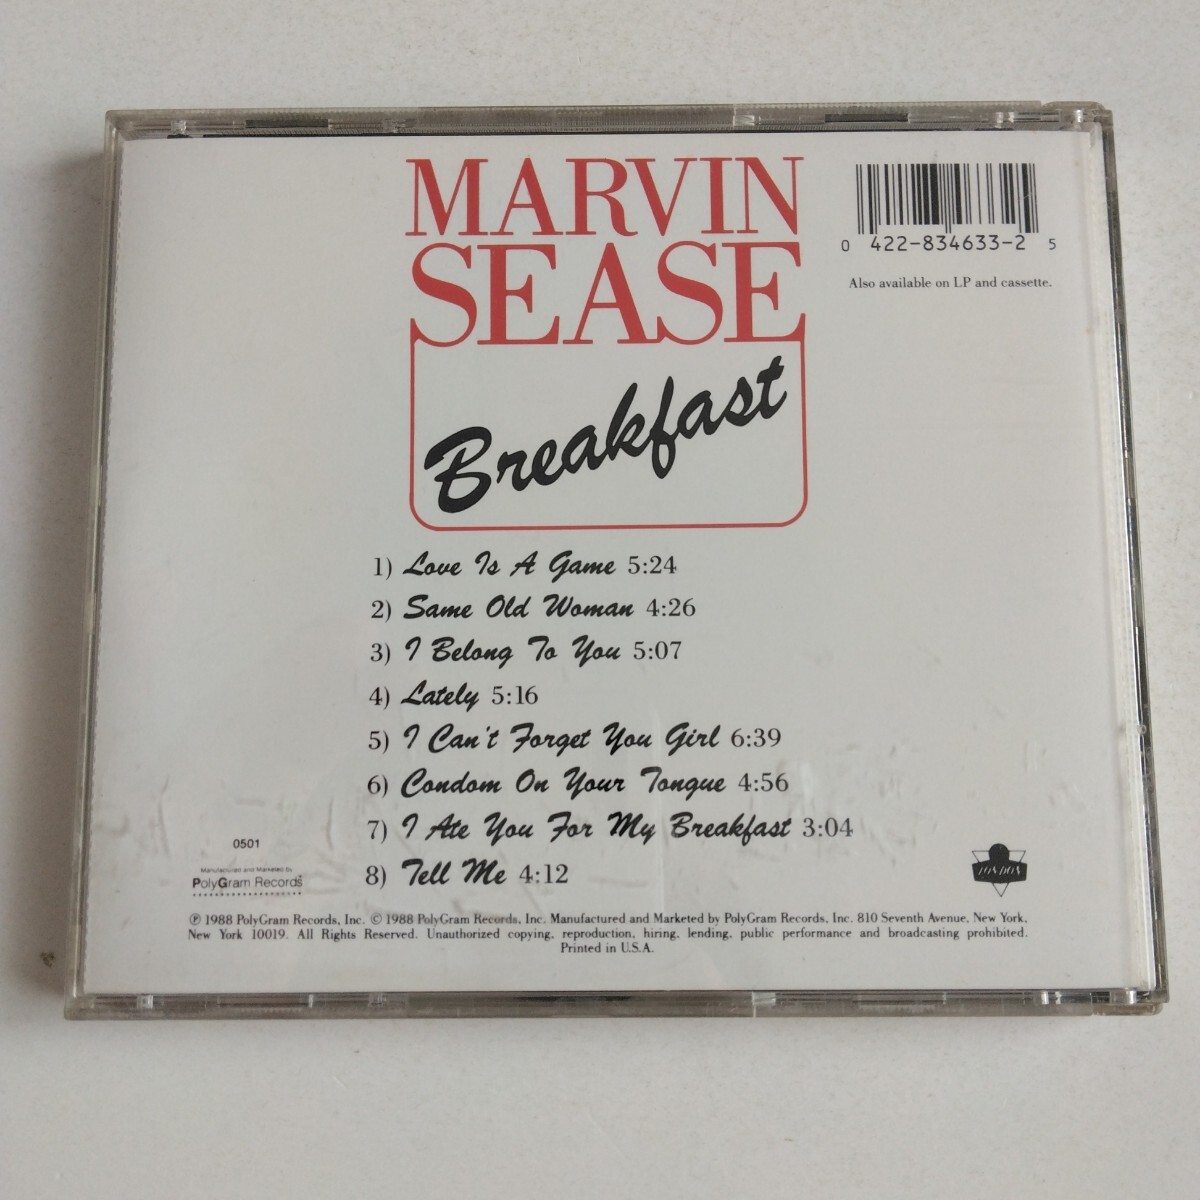 MARVIN
SEASE
Breakfast
0 422-834633-2 5
Also available on LP and cassette.
1) Love Is A Game 5:24
2) Same Old Woman 4:26
3) I Belong To You 5:07
4) Lately 5:16
5) I Can't Forget You Girl 6:39
6) Condom On Your Tongue 4:56
7) I Ate You For My Breakfast 3:04
8) Tell Me 4:12
0501
Manufactured and Marketed by
PolyGram Records
LONDON
℗ 1988 PolyGram Records, Inc. © 1988 PolyGram Records, Inc. Manufactured and Marketed by PolyGram Records, Inc. 810 Seventh Avenue, New York,
New York 10019. All Rights Reserved. Unauthorized copying, reproduction, hiring, lending, public performance and broadcasting prohibited.
Printed in U.S.A.